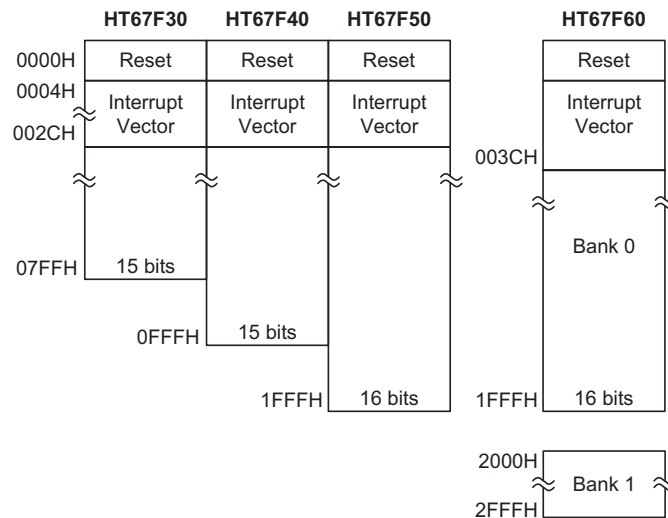 HT67F30 HT67F40 HT67F50 HT67F60
0000H Reset Reset Reset Reset
0004H
Interrupt Vector Interrupt Vector Interrupt Vector Interrupt Vector
002CH
003CH
Bank 0
07FFH 15 bits
0FFFH 15 bits
1FFFH 16 bits 1FFFH 16 bits
2000H
Bank 1
2FFFH